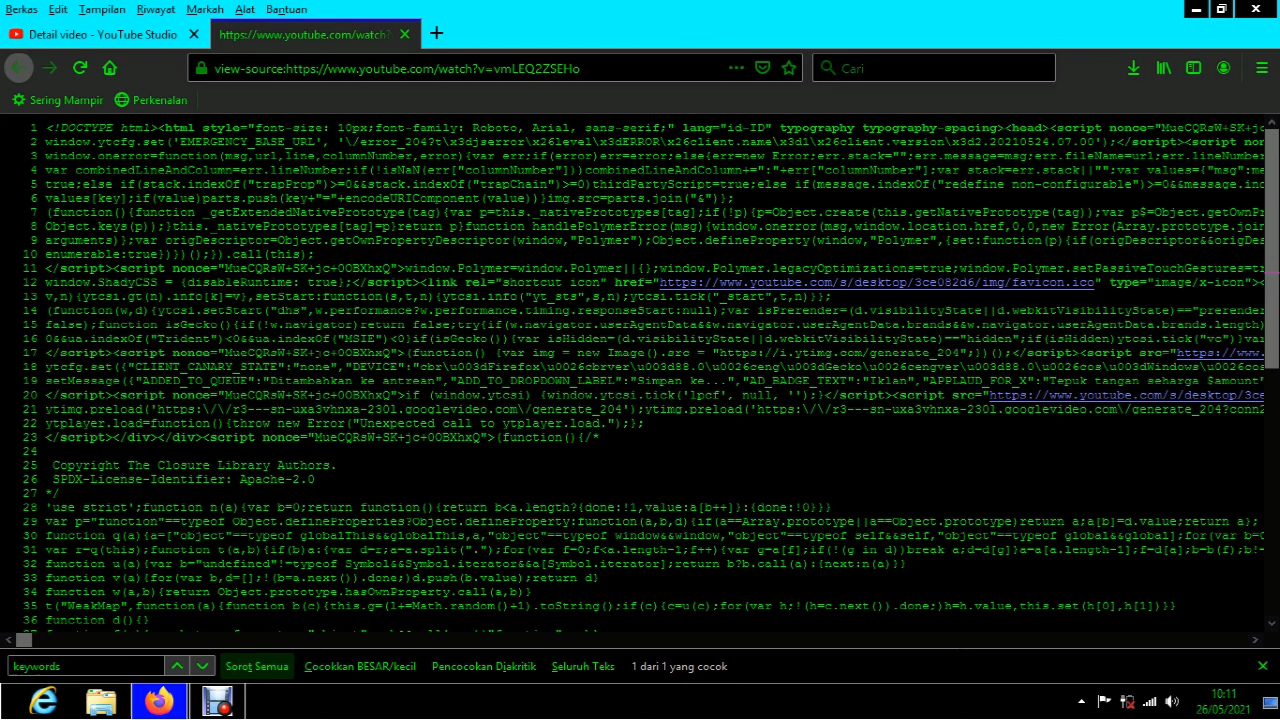 Berkas Edit Tampilan Riwayat Markah Alat Bantuan
Detail video - YouTube Studio https://www.youtube.com/watch?
view-source:https://www.youtube.com/watch?v=vmLEQ2ZSEHo Cari
Sering Mampir Perkenalan
1 <!DOCTYPE html><html style="font-size: 10px;font-family: Roboto, Arial, sans-serif;" lang="id-ID" typography typography-spacing><head><script nonce="MueCQRsW+SK+jc+
2 window.ytcfg.set('EMERGENCY_BASE_URL', '\/error_204?t\x3djserror\x26level\x3dERROR\x26client.name\x3d1\x26client.version\x3d2.20210524.07.00');</script><script nonc
3 window.onerror=function(msg,url,line,columnNumber,error){var err;if(error)err=error;else{err=new Error;err.stack="";err.message=msg;err.fileName=url;err.lineNumber
4 var combinedLineAndColumn=err.lineNumber;if(!isNaN(err["columnNumber"]))combinedLineAndColumn+=":"+err["columnNumber"];var stack=err.stack||"";var values={"msg":me
5 true;else if(stack.indexOf("trapProp")>=0&&stack.indexOf("trapChain")>=0)thirdPartyScript=true;else if(message.indexOf("redefine non-configurable")>=0&&message.ind
6 values[key];if(value)parts.push(key+"="+encodeURIComponent(value))}img.src=parts.join("&")};
7 (function(){function _getExtendedNativePrototype(tag){var p=this._nativePrototypes[tag];if(!p){p=Object.create(this.getNativePrototype(tag));var p$=Object.getOwnPr
8 Object.keys(p));this._nativePrototypes[tag]=p}return p}function handlePolymerError(msg){window.onerror(msg,window.location.href,0,0,new Error(Array.prototype.join
9 arguments)};var origDescriptor=Object.getOwnPropertyDescriptor(window,"Polymer");Object.defineProperty(window,"Polymer",{set:function(p){if(origDescriptor&&origDes
10 enumerable:true})})();}).call(this);
11 </script><script nonce="MueCQRsW+SK+jc+0OBXhxQ">window.Polymer=window.Polymer||{};window.Polymer.legacyOptimizations=true;window.Polymer.setPassiveTouchGestures=t
12 window.ShadyCSS = {disableRuntime: true};</script><link rel="shortcut icon" href="https://www.youtube.com/s/desktop/3ce082d6/img/favicon.ico" type="image/x-icon"><
13 v,n){ytcsi.gt(n).info[k]=v},setStart:function(s,t,n){ytcsi.info("yt_sts",s,n);ytcsi.tick("_start",t,n)}};
14 (function(w,d){ytcsi.setStart("dhs",w.performance?w.performance.timing.responseStart:null);var isPrerender=(d.visibilityState||d.webkitVisibilityState)=="prerender
15 false);function isGecko(){if(!w.navigator)return false;try{if(w.navigator.userAgentData&&w.navigator.userAgentData.brands&&w.navigator.userAgentData.brands.length)
16 0&&ua.indexOf("Trident")<0&&ua.indexOf("MSIE")<0}if(isGecko()){var isHidden=(d.visibilityState||d.webkitVisibilityState)=="hidden";if(isHidden)ytcsi.tick("vc")}var
17 </script><script nonce="MueCQRsW+SK+jc+0OBXhxQ">(function() {var img = new Image().src = "https://i.ytimg.com/generate_204";})();</script><script src="https://www.
18 ytcfg.set({"CLIENT_CANARY_STATE":"none","DEVICE":"cbr\u003dFirefox\u0026cbrver\u003d88.0\u0026ceng\u003dGecko\u0026cengver\u003d88.0\u0026cos\u003dWindows\u0026cos
19 setMessage({"ADDED_TO_QUEUE":"Ditambahkan ke antrean","ADD_TO_DROPDOWN_LABEL":"Simpan ke...","AD_BADGE_TEXT":"Iklan","APPLAUD_FOR_X":"Tepuk tangan seharga $amount"
20 </script><script nonce="MueCQRsW+SK+jc+0OBXhxQ">if (window.ytcsi) {window.ytcsi.tick('lpcf', null, '');}</script><script src="https://www.youtube.com/s/desktop/3ce
21 ytimg.preload('https:\/\/r3---sn-uxa3vhnxa-230l.googlevideo.com\/generate_204');ytimg.preload('https:\/\/r3---sn-uxa3vhnxa-230l.googlevideo.com\/generate_204?conn2
22 ytplayer.load=function(){throw new Error("Unexpected call to ytplayer.load.");};
23 </script></div></div><script nonce="MueCQRsW+SK+jc+0OBXhxQ">(function(){/*
24
25 Copyright The Closure Library Authors.
26 SPDX-License-Identifier: Apache-2.0
27 */
28 'use strict';function n(a){var b=0;return function(){return b<a.length?{done:!1,value:a[b++]}:{done:!0}}}
29 var p="function"==typeof Object.defineProperties?Object.defineProperty:function(a,b,d){if(a==Array.prototype||a==Object.prototype)return a;a[b]=d.value;return a};
30 function q(a){a=["object"==typeof globalThis&&globalThis,a,"object"==typeof window&&window,"object"==typeof self&&self,"object"==typeof global&&global];for(var b=0
31 var r=q(this);function t(a,b){if(b)a:{var d=r;a=a.split(".");for(var f=0;f<a.length-1;f++){var g=a[f];if(!(g in d))break a;d=d[g]}a=a[a.length-1];f=d[a];b=b(f);b!=
32 function u(a){var b="undefined"!=typeof Symbol&&Symbol.iterator&&a[Symbol.iterator];return b?b.call(a):{next:n(a)}}
33 function v(a){for(var b,d=[];!(b=a.next()).done;)d.push(b.value);return d}
34 function w(a,b){return Object.prototype.hasOwnProperty.call(a,b)}
35 t("WeakMap",function(a){function b(c){this.g=(l+=Math.random()+1).toString();if(c){c=u(c);for(var h;!(h=c.next()).done;)h=h.value,this.set(h[0],h[1])}}
36 function d(){}
keywords Sorot Semua Cocokkan BESAR/kecil Pencocokan Diakritik Seluruh Teks 1 dari 1 yang cocok
10:11
26/05/2021